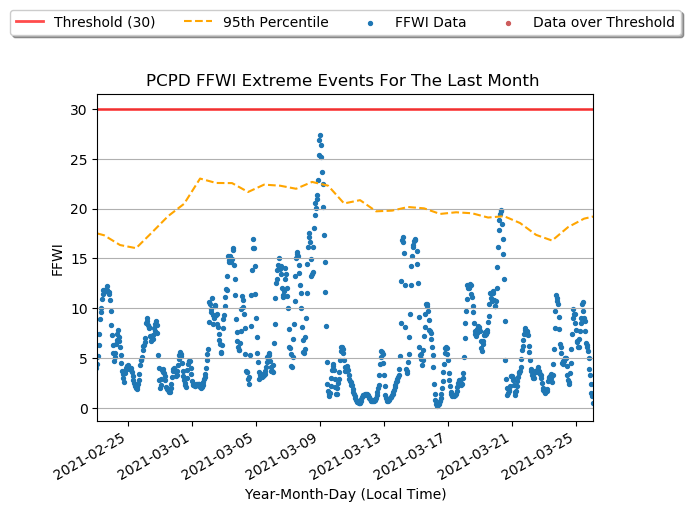 Threshold (30) 95th Percentile FFWI Data Data over Threshold
PCPD FFWI Extreme Events For The Last Month
30
25
20
15
10
5
0
FFWI
2021-02-25 2021-03-01 2021-03-05 2021-03-09 2021-03-13 2021-03-17 2021-03-21 2021-03-25
Year-Month-Day (Local Time)